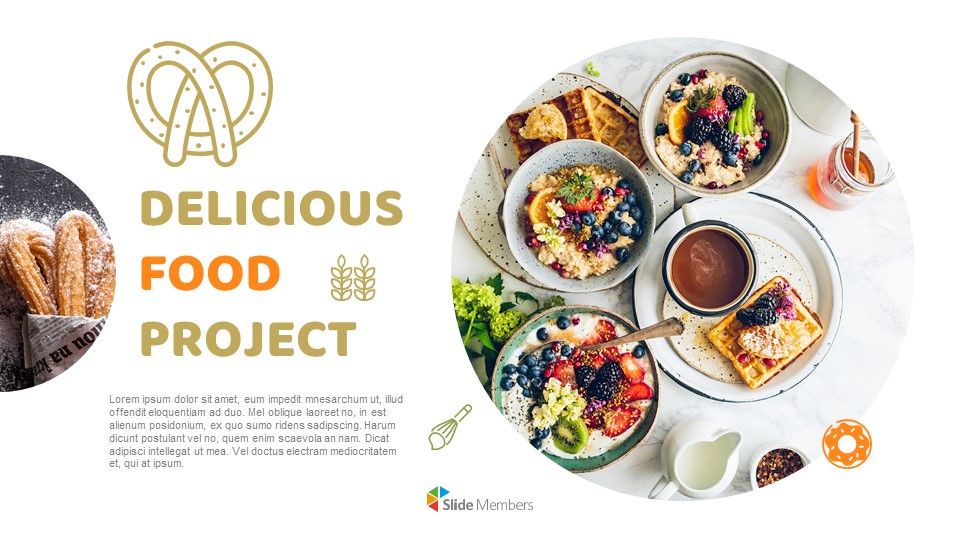 DELICIOUS
FOOD
PROJECT
Lorem ipsum dolor sit amet, eum impedit mnesarchum ut, illud
offendit eloquentiam ad duo. Mel oblique laoreet no, in est
alienum posidonium, ex quo sumo ridens sadipscing. Harum
dicunt postulant vel no, quem enim scaevola an nam. Dicat
adipisci intellegat ut mea. Vel doctus electram mediocritatem
et, qui at ipsum.
Slide Members